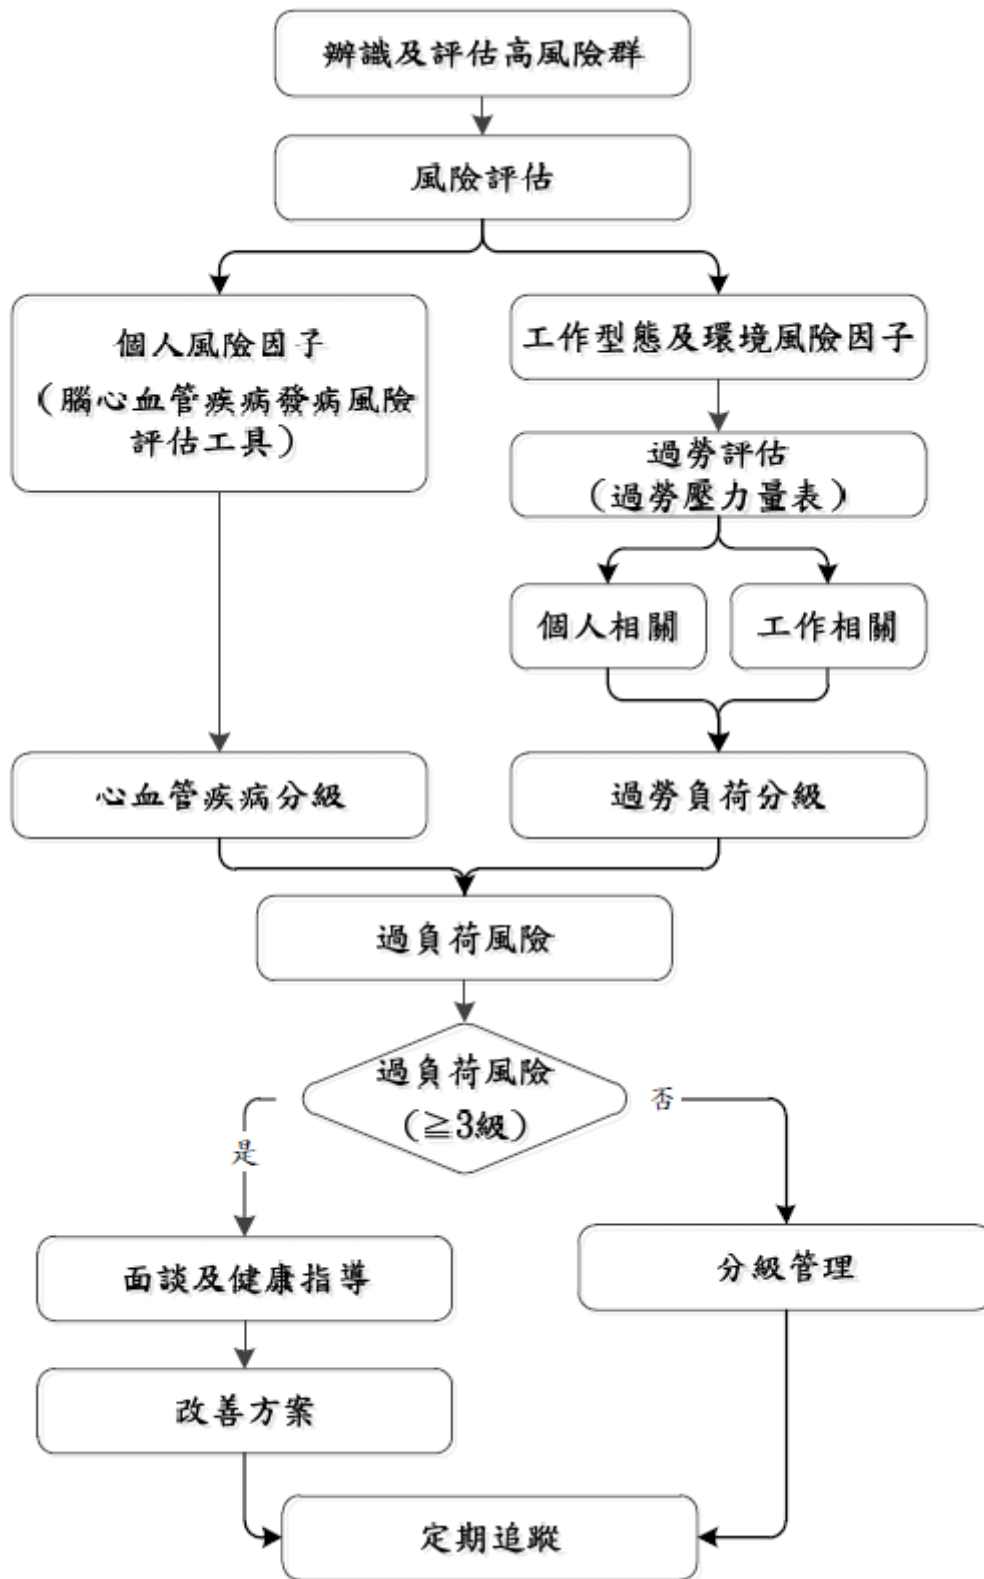 辦識及評估高風險群
風險評估
個人風險因子
（腦心血管疾病發病風險
評估工具）
工作型態及環境風險因子
過勞評估
（過勞壓力量表）
個人相關
工作相關
心血管疾病分級
過勞負荷分級
過負荷風險
過負荷風險
（≧3級）
是
否
面談及健康指導
分級管理
改善方案
定期追蹤